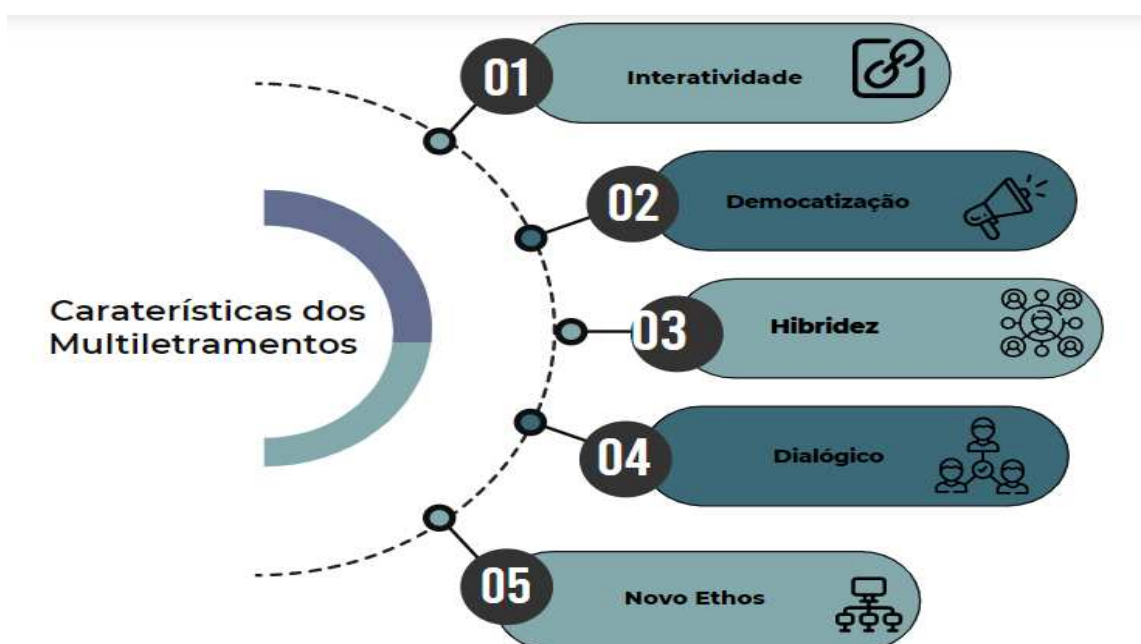 01
Interatividade
02
Democatização
03
Hibridez
Caraterísticas dos
Multiletramentos
04
Dialógico
05
Novo Ethos